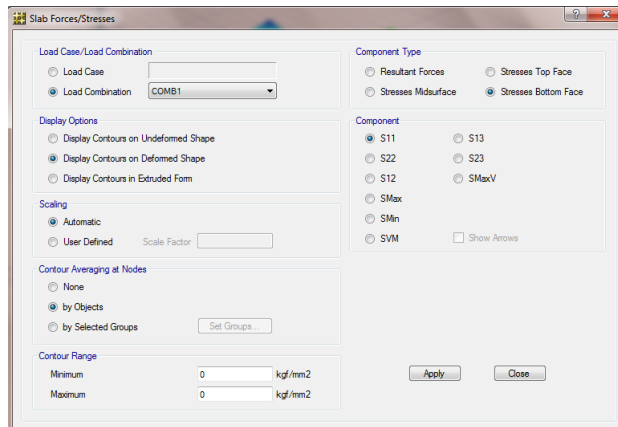 Slab Forces/Stresses
Load Case/Load Combination
Load Case
Load Combination COMB1
Display Options
Display Contours on Undeformed Shape
Display Contours on Deformed Shape
Display Contours in Extruded Form
Scaling
Automatic
User Defined Scale Factor
Contour Averaging at Nodes
None
by Objects
by Selected Groups Set Groups...
Contour Range
Minimum 0 kgf/mm2
Maximum 0 kgf/mm2
Component Type
Resultant Forces Stresses Top Face
Stresses Midsurface Stresses Bottom Face
Component
S11 S13
S22 S23
S12 SMaxV
SMax
SMin
SVM Show Arrows
Apply Close